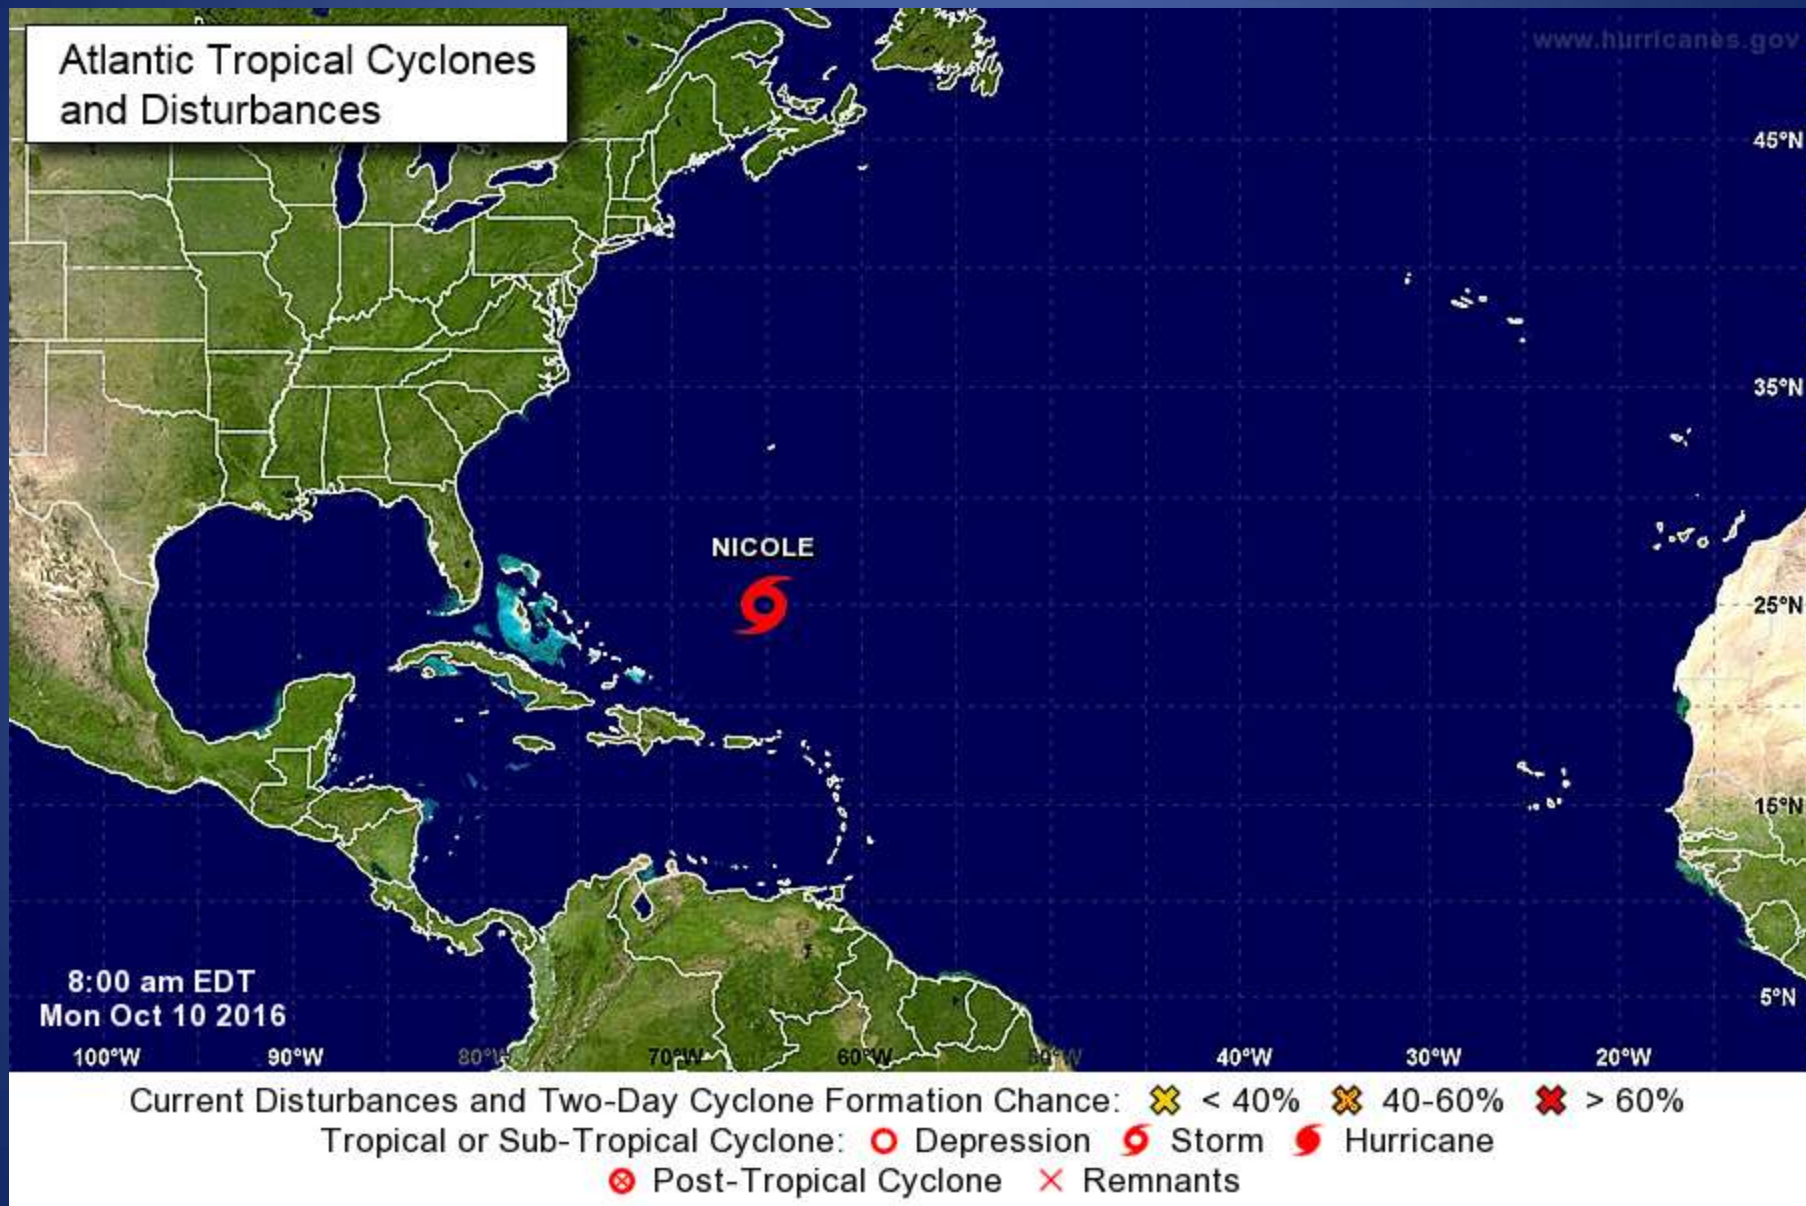 Atlantic Tropical Cyclones
and Disturbances
www.hurricanes.gov
45°N
35°N
NICOLE
25°N
15°N
8:00 am EDT
Mon Oct 10 2016
5°N
100°W 90°W 80°W 70°W 60°W 50°W 40°W 30°W 20°W
Current Disturbances and Two-Day Cyclone Formation Chance: < 40% 40-60% > 60%
Tropical or Sub-Tropical Cyclone: Depression Storm Hurricane
Post-Tropical Cyclone Remnants